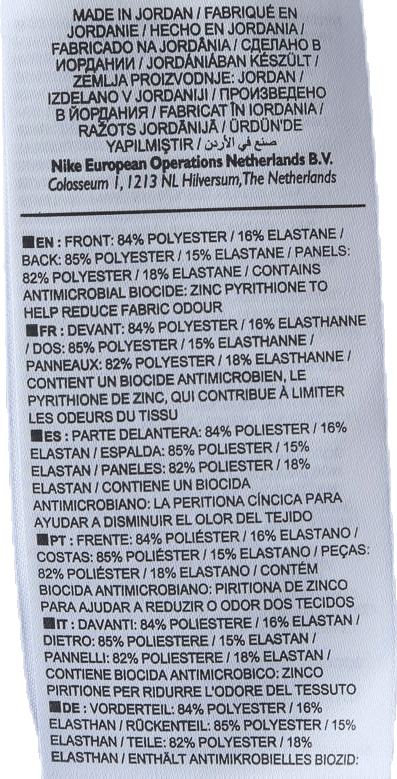 MADE IN JORDAN / FABRIQUÉ EN
JORDANIE / HECHO EN JORDANIA /
FABRICADO NA JORDÂNIA / СДЕЛАНО В
ИОРДАНИИ / JORDÁNIÁBAN KÉSZÜLT /
ZEMLJA PROIZVODNJE: JORDAN /
IZDELANO V JORDANIJI / ПРОИЗВЕДЕНО
В ЙОРДАНИЯ / FABRICAT ÎN IORDANIA /
RAŽOTS JORDĀNIJĀ / ÜRDÜN'DE
YAPILMIŞTIR / صنع في الأردن
Nike European Operations Netherlands B.V.
Colosseum 1, 1213 NL Hilversum, The Netherlands
■EN : FRONT: 84% POLYESTER / 16% ELASTANE /
BACK: 85% POLYESTER / 15% ELASTANE / PANELS:
82% POLYESTER / 18% ELASTANE / CONTAINS
ANTIMICROBIAL BIOCIDE: ZINC PYRITHIONE TO
HELP REDUCE FABRIC ODOUR
■FR : DEVANT: 84% POLYESTER / 16% ELASTHANNE
/ DOS: 85% POLYESTER / 15% ELASTHANNE /
PANNEAUX: 82% POLYESTER / 18% ELASTHANNE /
CONTIENT UN BIOCIDE ANTIMICROBIEN, LE
PYRITHIONE DE ZINC, QUI CONTRIBUE À LIMITER
LES ODEURS DU TISSU
■ES : PARTE DELANTERA: 84% POLIESTER / 16%
ELASTAN / ESPALDA: 85% POLIESTER / 15%
ELASTAN / PANELES: 82% POLIESTER / 18%
ELASTAN / CONTIENE UN BIOCIDA
ANTIMICROBIANO: LA PERITIONA CÍNCICA PARA
AYUDAR A DISMINUIR EL OLOR DEL TEJIDO
■PT : FRENTE: 84% POLIÉSTER / 16% ELASTANO /
COSTAS: 85% POLIÉSTER / 15% ELASTANO / PEÇAS:
82% POLIÉSTER / 18% ELASTANO / CONTÉM
BIOCIDA ANTIMICROBIANO: PIRITIONA DE ZINCO
PARA AJUDAR A REDUZIR O ODOR DOS TECIDOS
■IT : DAVANTI: 84% POLIESTERE / 16% ELASTAN /
DIETRO: 85% POLIESTERE / 15% ELASTAN /
PANNELLI: 82% POLIESTERE / 18% ELASTAN /
CONTIENE BIOCIDA ANTIMICROBICO: ZINCO
PIRITIONE PER RIDURRE L'ODORE DEL TESSUTO
■DE : VORDERTEIL: 84% POLYESTER / 16%
ELASTHAN / RÜCKENTEIL: 85% POLYESTER / 15%
ELASTHAN / TEILE: 82% POLYESTER / 18%
ELASTHAN / ENTHÄLT ANTIMIKROBIELLES BIOZID: